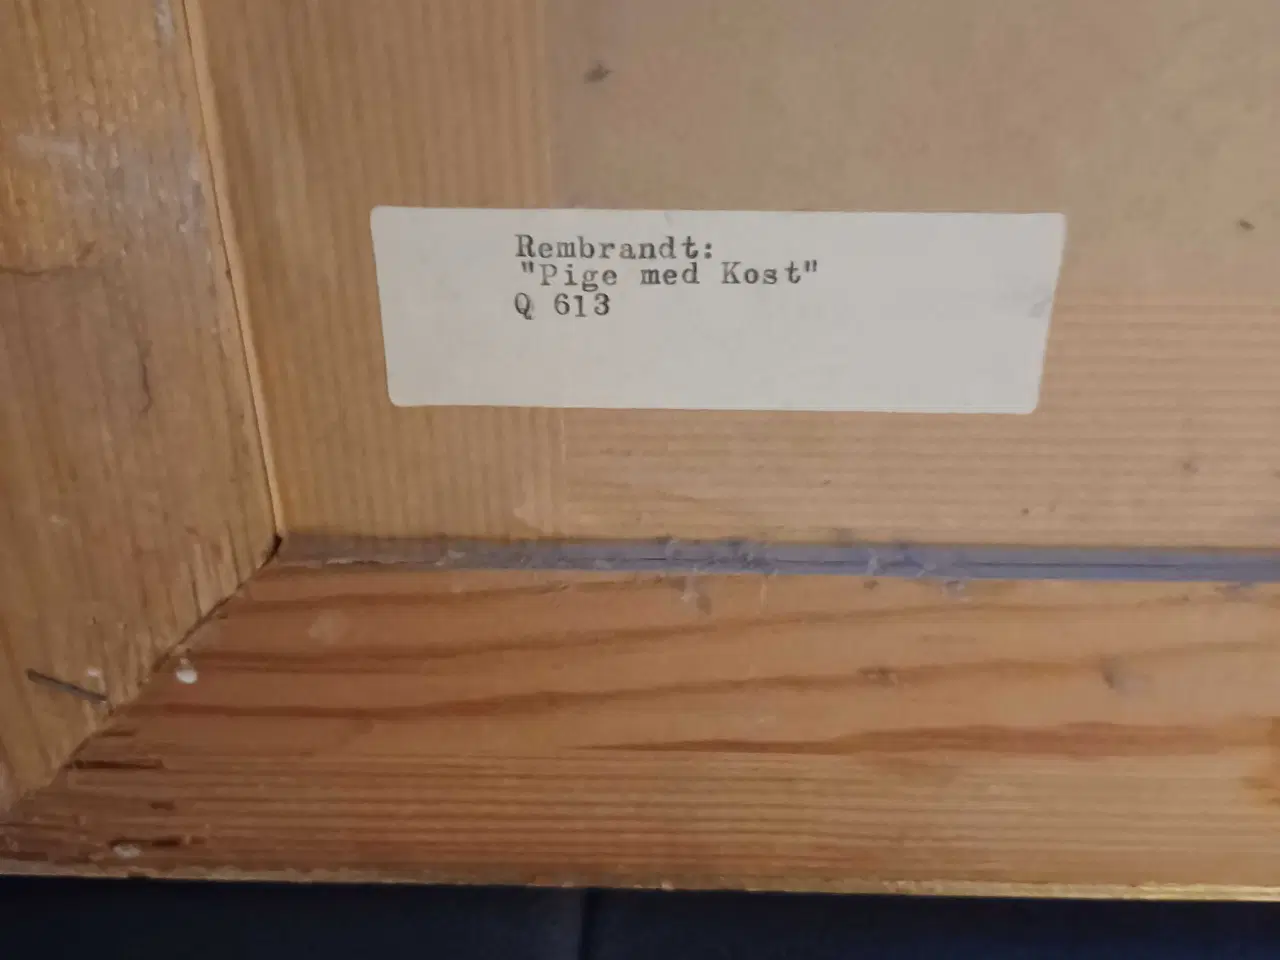 Rembrandt:
"Pige med Kost"
Q 613